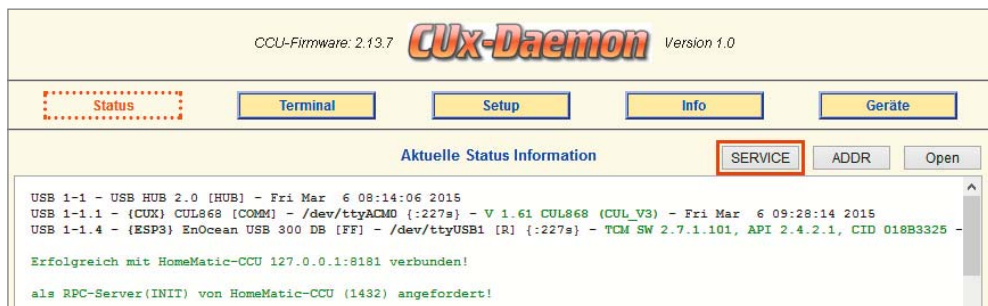 CCU-Firmware: 2.13.7 CUx-Daemon Version 1.0
Status Terminal Setup Info Geräte
Aktuelle Status Information SERVICE ADDR Open
USB 1-1 - USB HUB 2.0 [HUB] - Fri Mar 6 08:14:06 2015
USB 1-1.1 - {CUX} CUL868 [COMM] - /dev/ttyACM0 {:227s} - V 1.61 CUL868 (CUL_V3) - Fri Mar 6 09:28:14 2015
USB 1-1.4 - {ESP3} EnOcean USB 300 DB [FF] - /dev/ttyUSB1 [R] {:227s} - TCM SW 2.7.1.101, API 2.4.2.1, CID 018B3325 -
Erfolgreich mit HomeMatic-CCU 127.0.0.1:8181 verbunden!
als RPC-Server(INIT) von HomeMatic-CCU (1432) angefordert!